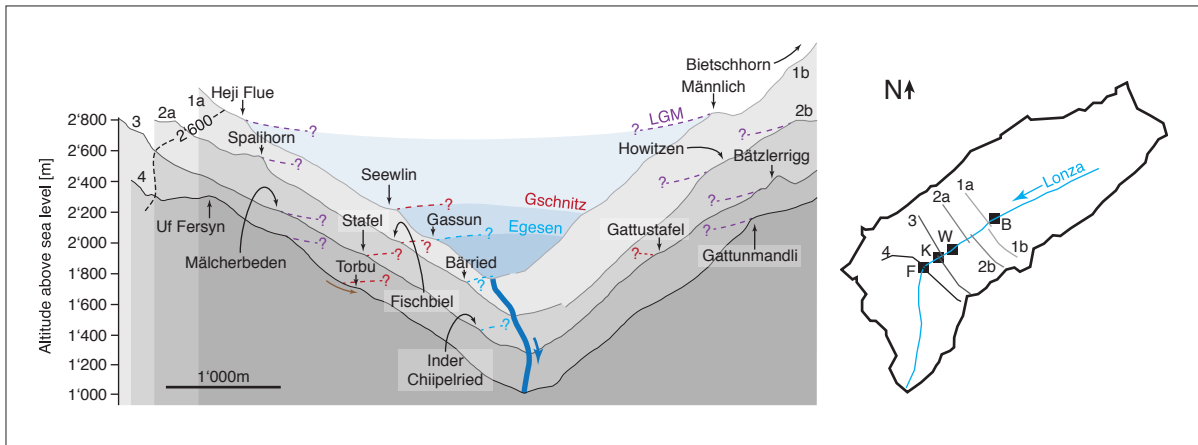 Bietschhorn
Männlich
1b
N
Heji Flue
1a
3
2a
2'600
LGM
?
2b
2'800
Spalihorn
Howitzen
Bätzlerrigg
2'600
4
?
?
?
2'400
Seewlin
?
2'200
Stafel
Gassun
?
Gschnitz
Uf Fersyn
?
?
Egesen
Gattustafel
?
2'000
?
Mälcherbeden
Torbu
Bärried
?
Gattunmandli
1'800
?
?
?
1'600
Fischbiel
1'400
?
Inder
Chiipelried
1'200
1'000m
1'000
Altitude above sea level [m]
Lonza
1a
2a
B
3
W
K
1b
4
F
2b